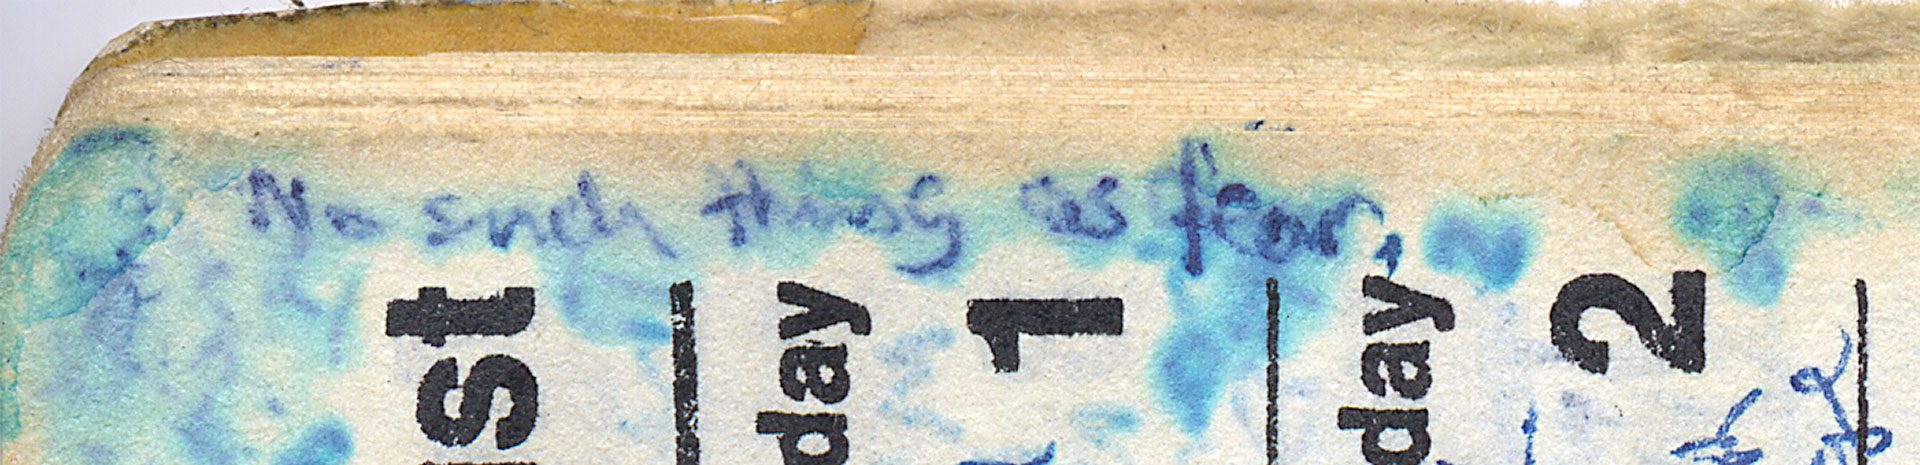 No such thing as fear,
st
day
1
day
2